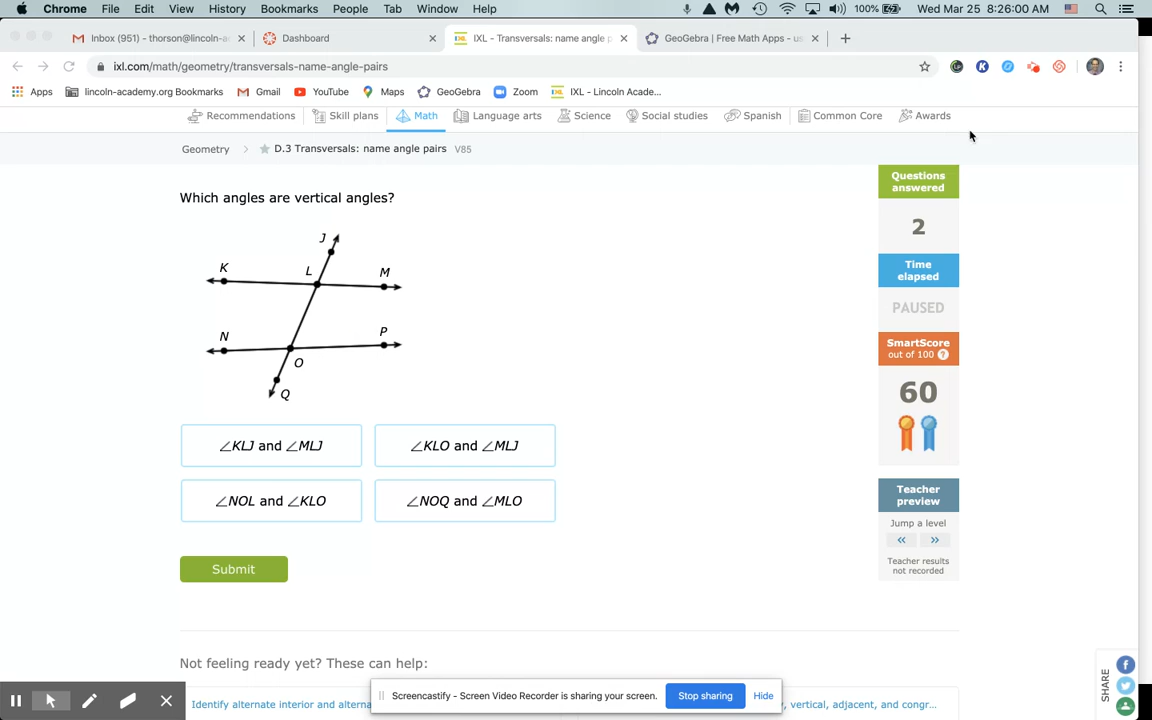 Chrome File Edit View History Bookmarks People Tab Window Help 100% Wed Mar 25 8:26:00 AM
Inbox (951) - thorson@lincoln-a Dashboard IXL - Transversals: name angle p GeoGebra | Free Math Apps - us
ixl.com/math/geometry/transversals-name-angle-pairs
Apps lincoln-academy.org Bookmarks Gmail YouTube Maps GeoGebra Zoom IXL - Lincoln Acade...
Recommendations Skill plans Math Language arts Science Social studies Spanish Common Core Awards
Geometry > D.3 Transversals: name angle pairs V85
Which angles are vertical angles?
J
K L M
N P
O
Q
∠KLJ and ∠MLJ ∠KLO and ∠MLJ
∠NOL and ∠KLO ∠NOQ and ∠MLO
Submit
Questions
answered
2
Time
elapsed
PAUSED
SmartScore
out of 100 ?
60
Teacher
preview
Jump a level
<< >>
Teacher results
not recorded
Not feeling ready yet? These can help:
Identify alternate interior and alterna
, vertical, adjacent, and congr...
Screencastify - Screen Video Recorder is sharing your screen. Stop sharing Hide
SHARE